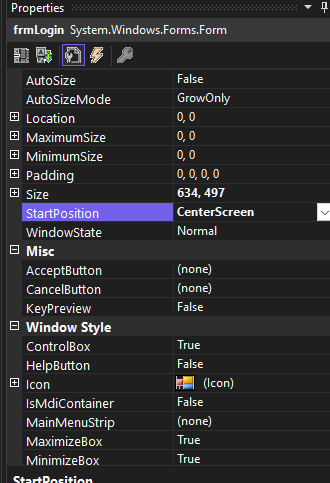 Properties
frmLogin System.Windows.Forms.Form
AutoSize False
AutoSizeMode GrowOnly
Location 0, 0
MaximumSize 0, 0
MinimumSize 0, 0
Padding 0, 0, 0, 0
Size 634, 497
StartPosition CenterScreen
WindowState Normal
Misc
AcceptButton (none)
CancelButton (none)
KeyPreview False
Window Style
ControlBox True
HelpButton False
Icon (Icon)
IsMdiContainer False
MainMenuStrip (none)
MaximizeBox True
MinimizeBox True
StartPosition